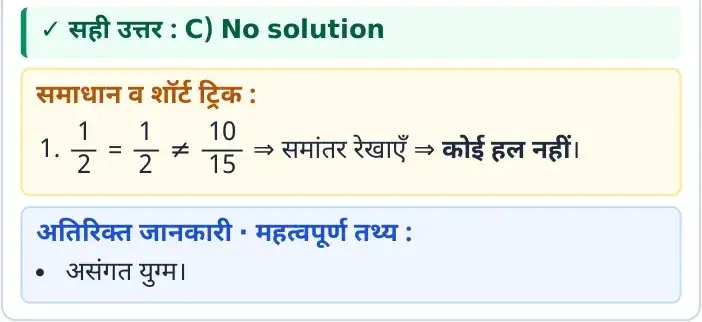 ✓ सही उत्तर : C) No solution
समाधान व शॉर्ट ट्रिक :
1. 1/2 = 1/2 ≠ 10/15 ⇒ समांतर रेखाएँ ⇒ कोई हल नहीं।
अतिरिक्त जानकारी · महत्वपूर्ण तथ्य :
• असंगत युग्म।